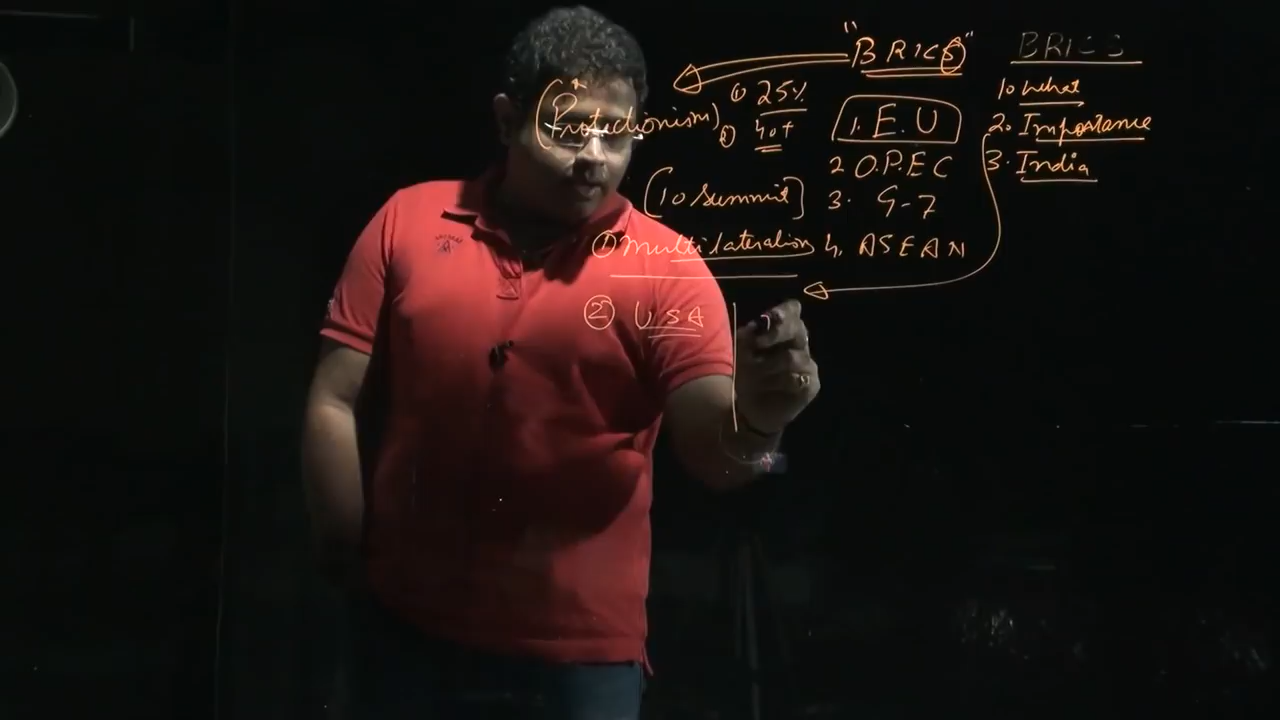 "BRICS"
BRICS
1. What
2. Importance
3. India
(Protectionism)
① 25%
② 40+
1. E.U
2 O.P.E.C
3. G-7
4. ASEAN
[10 Summit]
① Multilateralism
② USA